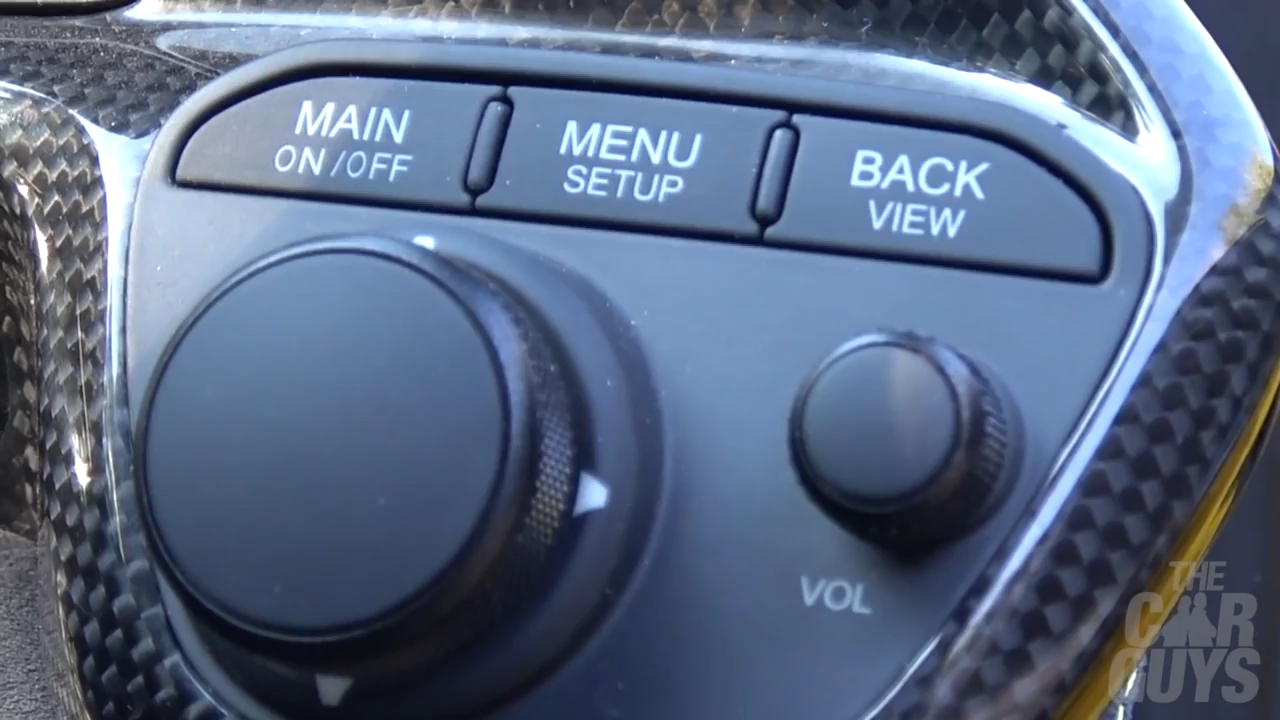 MAIN
ON/OFF
MENU
SETUP
BACK
VIEW
VOL
THE
CAR
GUYS